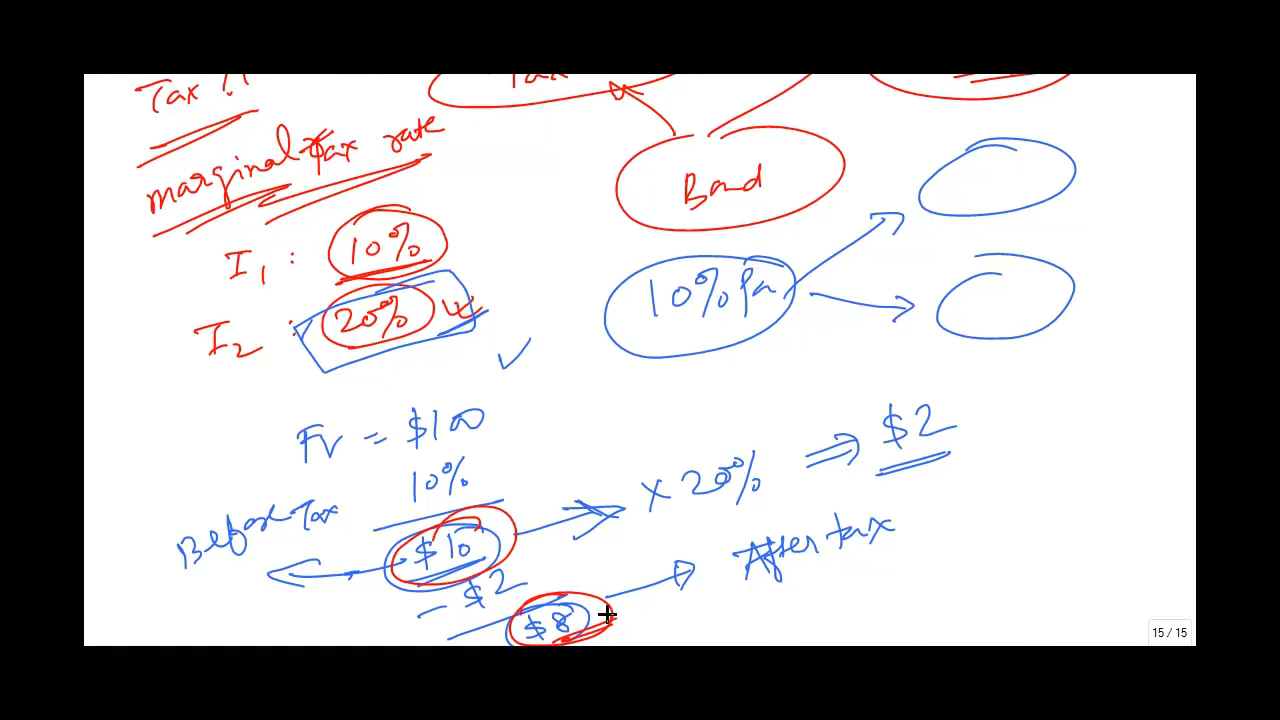 Tax !!
Tax
marginal tax rate
Bond
I1 : 10%
10% Pa
I2 : 20%
FV = $100
$2
10%
x 20%
Before Tax
After tax
$10
- $2
$8
15 / 15